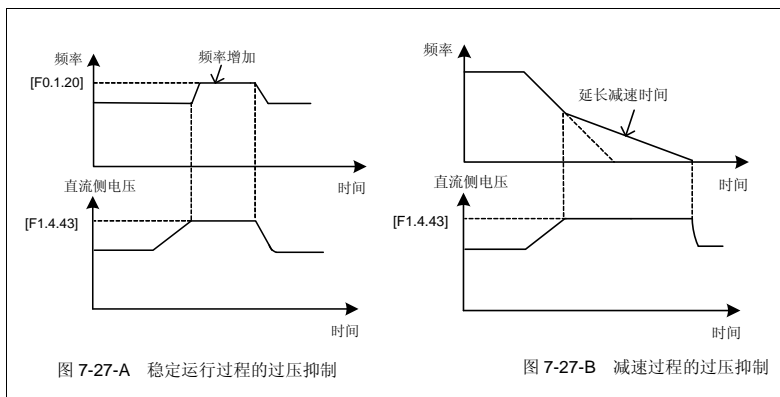 频率
频率增加
[F0.1.20]
时间
直流侧电压
[F1.4.43]
时间
图 7-27-A 稳定运行过程的过压抑制
频率
延长减速时间
时间
直流侧电压
[F1.4.43]
时间
图 7-27-B 减速过程的过压抑制